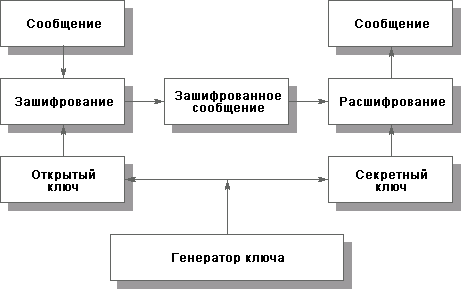 Сообщение
Сообщение
Зашифрование
Зашифрованное
сообщение
Расшифрование
Открытый
ключ
Секретный
ключ
Генератор ключа